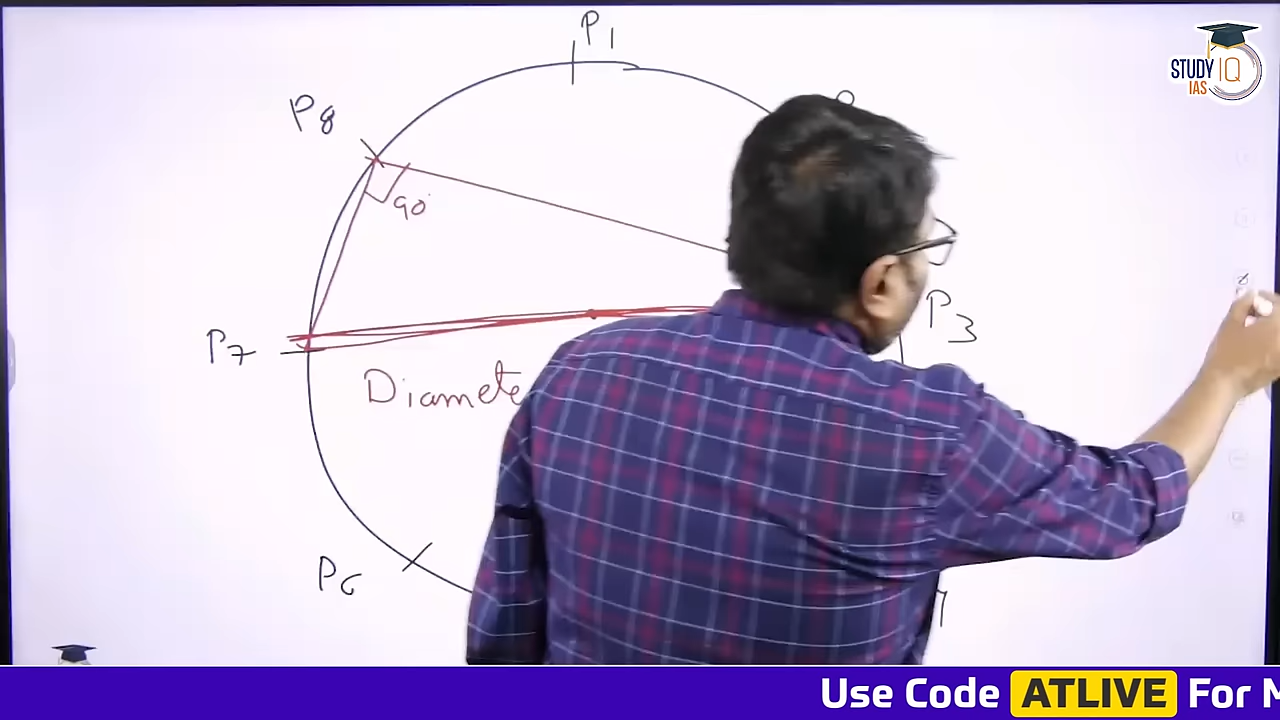 P1
P8
90°
P7
P3
Diamete
P6
STUDY IQ
IAS
Use Code ATLIVE For M